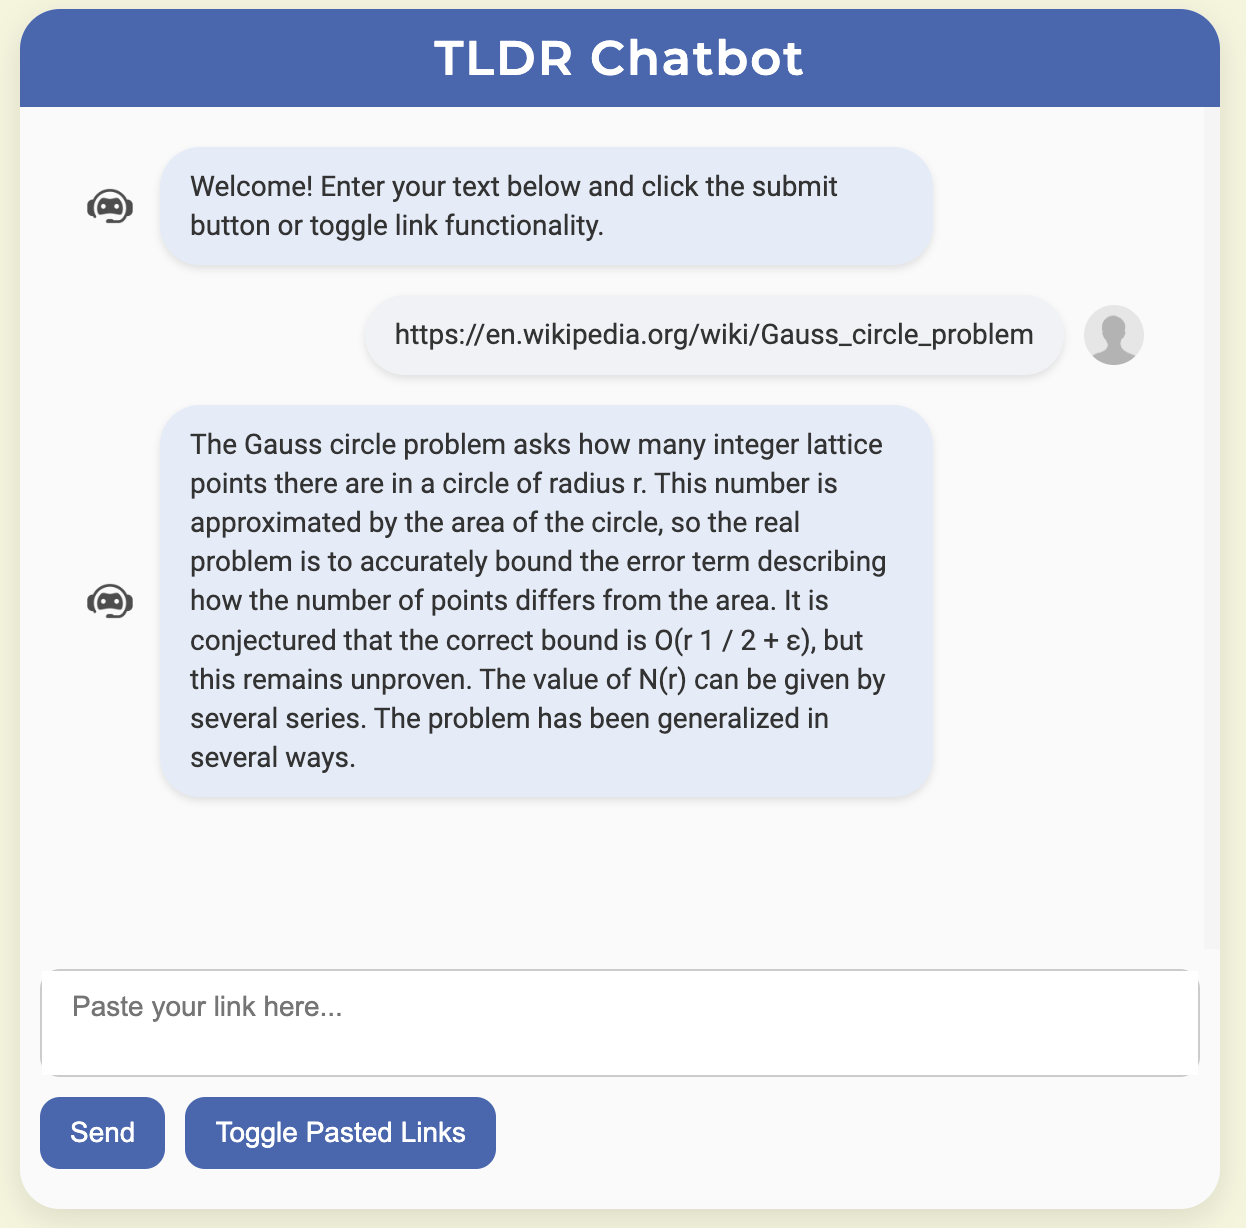 TLDR Chatbot
Welcome! Enter your text below and click the submit
button or toggle link functionality.
https://en.wikipedia.org/wiki/Gauss_circle_problem
The Gauss circle problem asks how many integer lattice
points there are in a circle of radius r. This number is
approximated by the area of the circle, so the real
problem is to accurately bound the error term describing
how the number of points differs from the area. It is
conjectured that the correct bound is O(r 1 / 2 + ε), but
this remains unproven. The value of N(r) can be given by
several series. The problem has been generalized in
several ways.
Paste your link here...
Send
Toggle Pasted Links